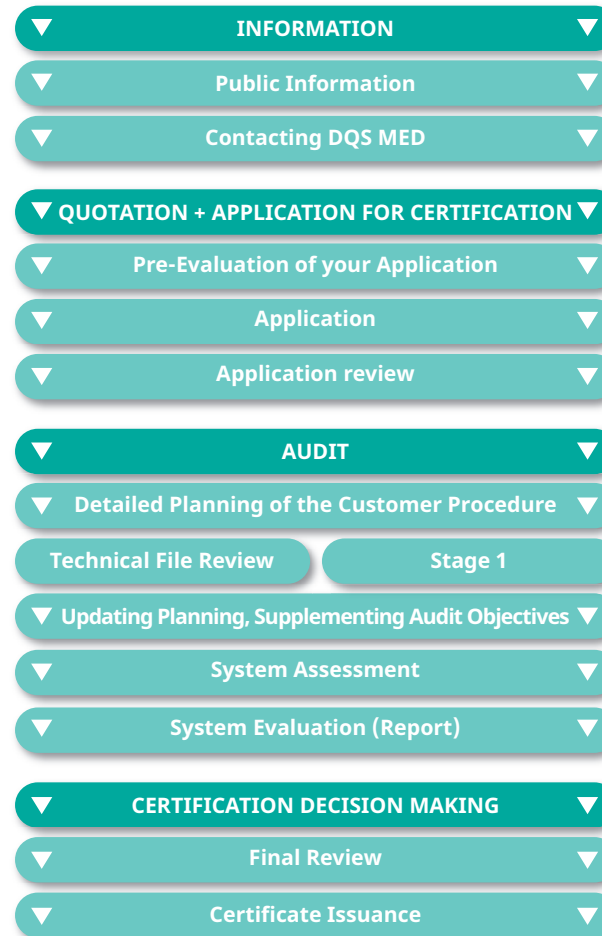 INFORMATION
Public Information
Contacting DQS MED
QUOTATION + APPLICATION FOR CERTIFICATION
Pre-Evaluation of your Application
Application
Application review
AUDIT
Detailed Planning of the Customer Procedure
Technical File Review
Stage 1
Updating Planning, Supplementing Audit Objectives
System Assessment
System Evaluation (Report)
CERTIFICATION DECISION MAKING
Final Review
Certificate Issuance